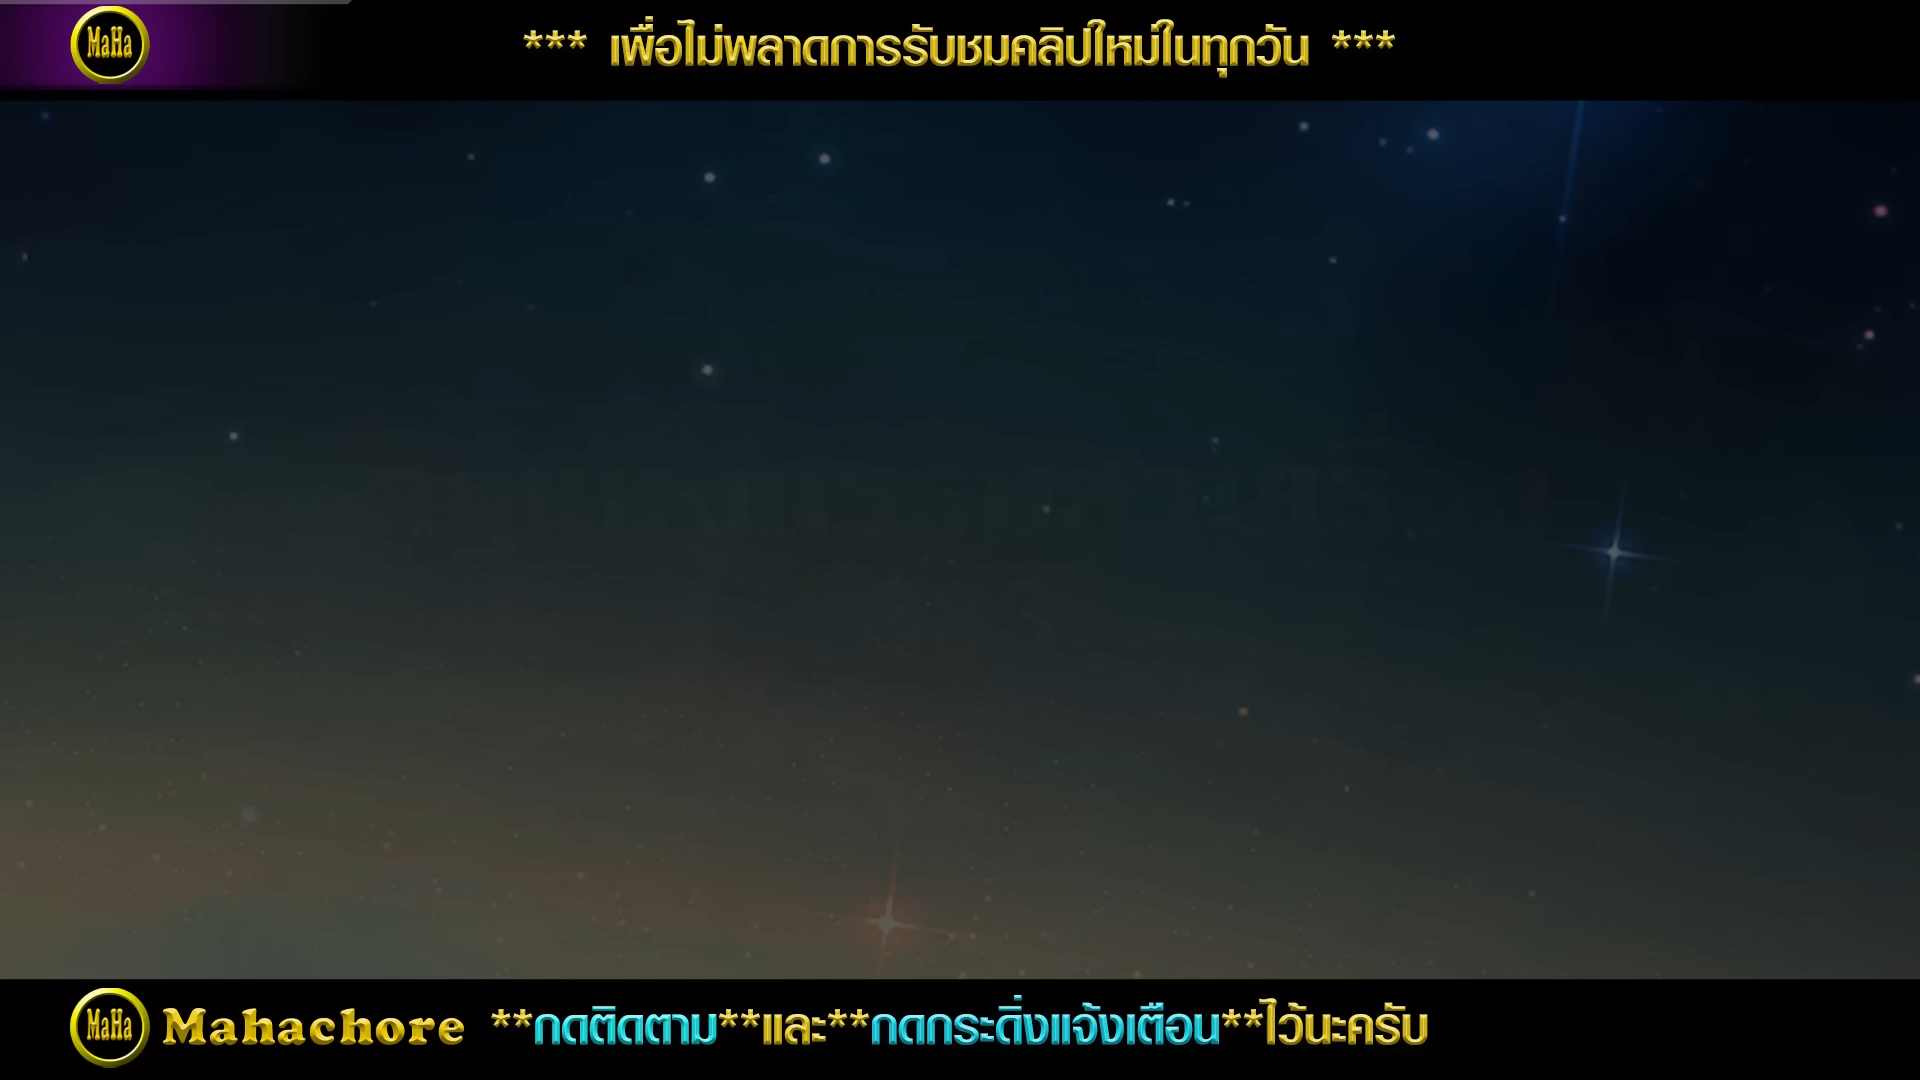 MaHa
*** เพื่อไม่พลาดการรับชมคลิปใหม่ในทุกวัน ***
MaHa Mahachore **กดติดตาม**และ**กดกระดิ่งแจ้งเตือน**ไว้นะครับ